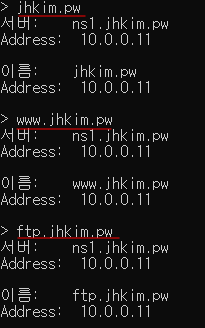 > jhkim.pw
서버:    ns1.jhkim.pw
Address:  10.0.0.11
이름:    jhkim.pw
Address:  10.0.0.11
> www.jhkim.pw
서버:    ns1.jhkim.pw
Address:  10.0.0.11
이름:    www.jhkim.pw
Address:  10.0.0.11
> ftp.jhkim.pw
서버:    ns1.jhkim.pw
Address:  10.0.0.11
이름:    ftp.jhkim.pw
Address:  10.0.0.11